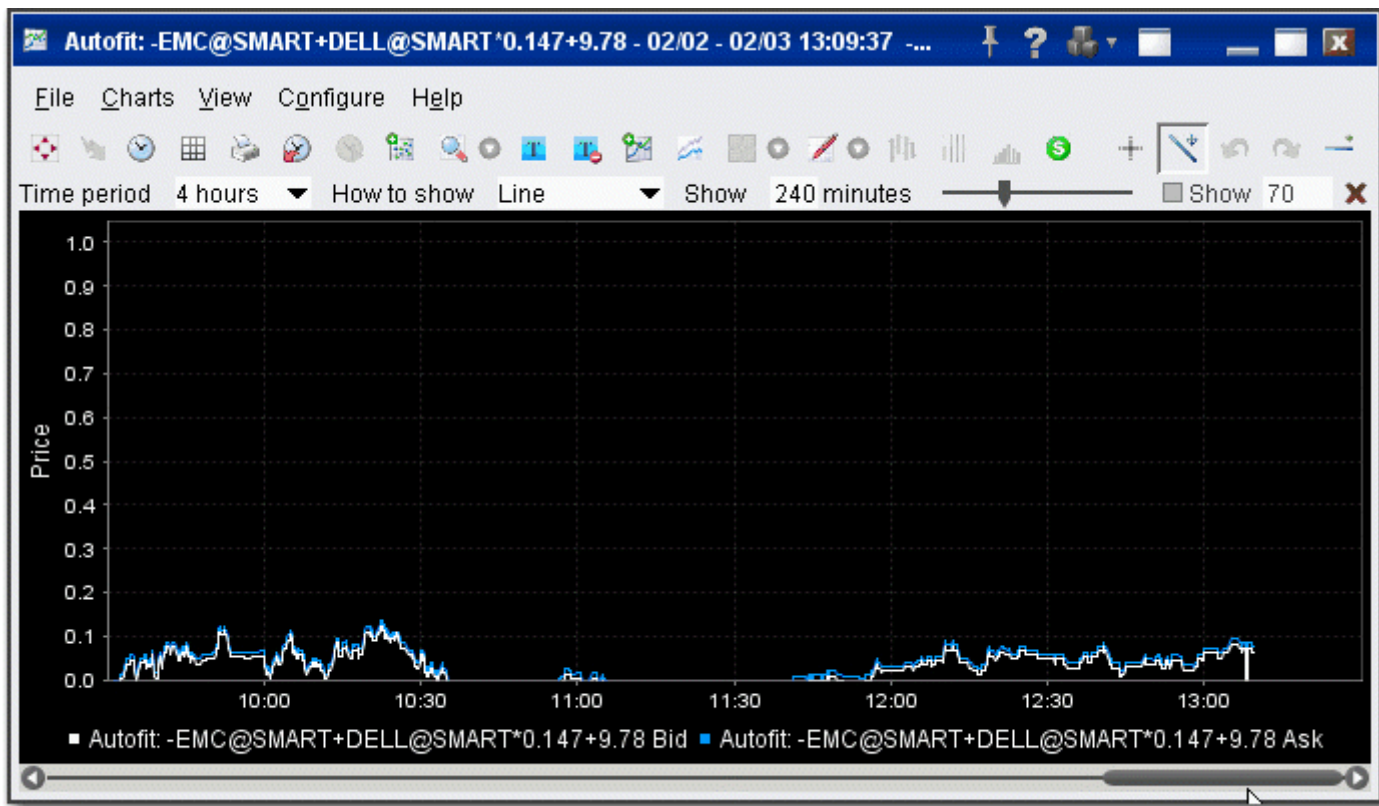 Autofit: -EMC@SMART+DELL@SMART*0.147+9.78 - 02/02 - 02/03 13:09:37 -...
File Charts View Configure Help
T T S
Time period 4 hours How to show Line Show 240 minutes Show 70
1.0
0.9
0.8
0.7
0.6
0.5
0.4
0.3
0.2
0.1
0.0
Price
10:00 10:30 11:00 11:30 12:00 12:30 13:00
Autofit: -EMC@SMART+DELL@SMART*0.147+9.78 Bid Autofit: -EMC@SMART+DELL@SMART*0.147+9.78 Ask